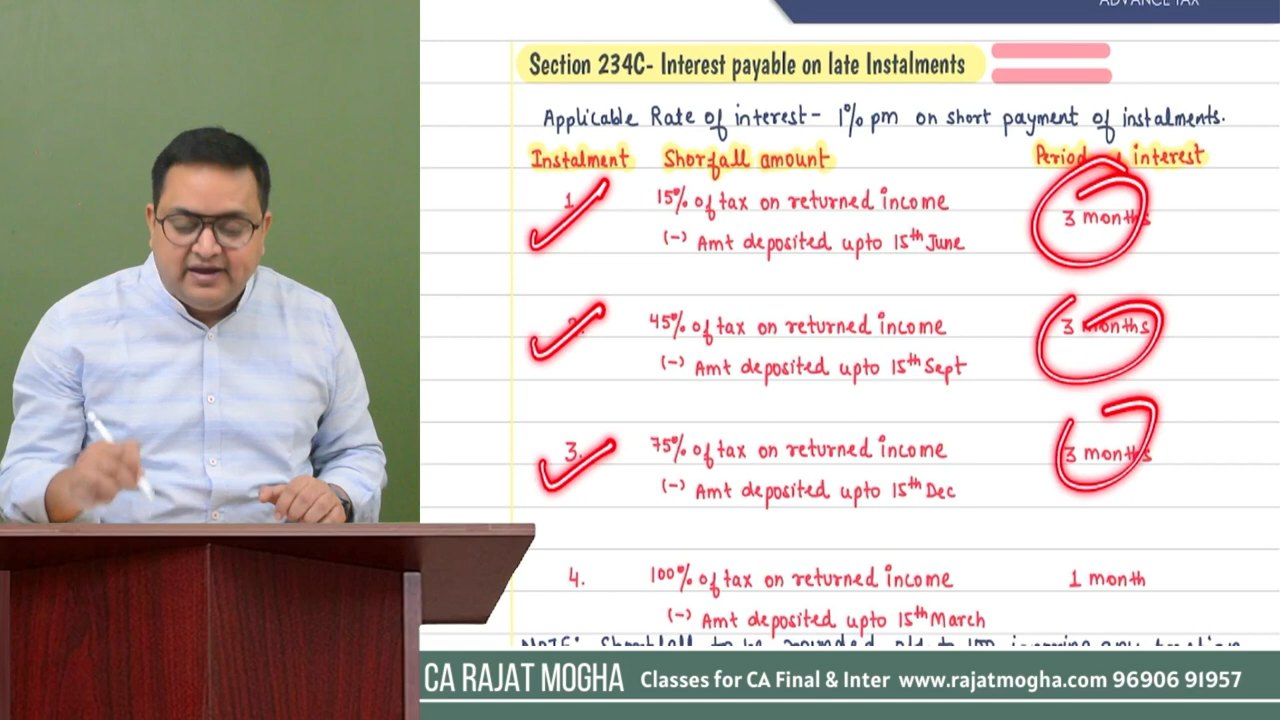 ADVANCE TAX
Section 234C- Interest payable on late Instalments
Applicable Rate of interest- 1% pm on short payment of instalments.
Instalment Shorfall amount Period interest
1. 15% of tax on returned income 3 months
(-) Amt deposited upto 15th June
45% of tax on returned income 3 months
(-) Amt deposited upto 15th Sept
3. 75% of tax on returned income 3 months
(-) Amt deposited upto 15th Dec
4. 100% of tax on returned income 1 month
(-) Amt deposited upto 15th March
CA RAJAT MOGHA Classes for CA Final & Inter www.rajatmogha.com 96906 91957